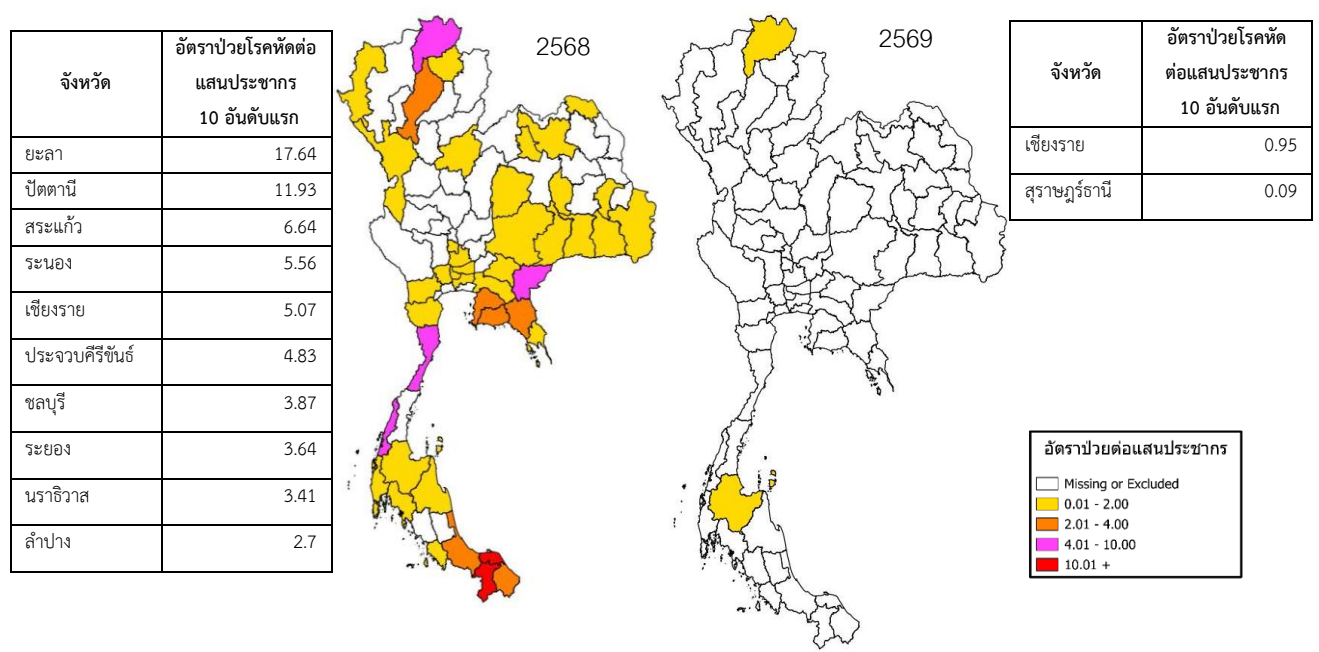 จังหวัด
อัตราป่วยโรคหัดต่อ
แสนประชากร
10 อันดับแรก
ยะลา 17.64
ปัตตานี 11.93
สระแก้ว 6.64
ระนอง 5.56
เชียงราย 5.07
ประจวบคีรีขันธ์ 4.83
ชลบุรี 3.87
ระยอง 3.64
นราธิวาส 3.41
ลำปาง 2.7
2568
2569
จังหวัด
อัตราป่วยโรคหัด
ต่อแสนประชากร
10 อันดับแรก
เชียงราย 0.95
สุราษฎร์ธานี 0.09
อัตราป่วยต่อแสนประชากร
Missing or Excluded
0.01 - 2.00
2.01 - 4.00
4.01 - 10.00
10.01 +